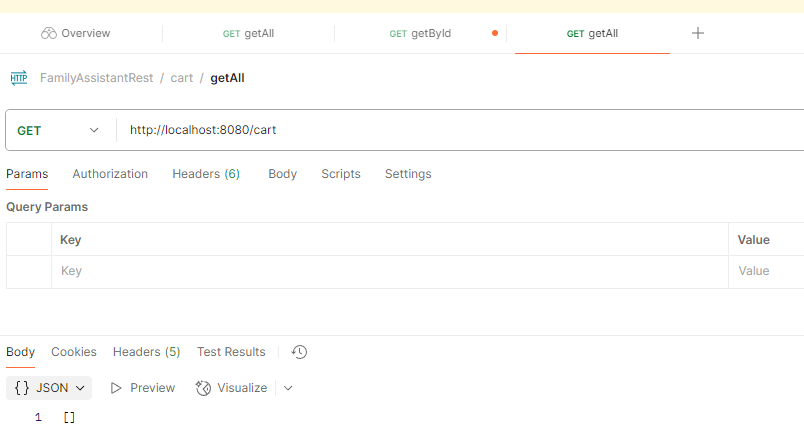 Overview GET getAll GET getById GET getAll
HTTP FamilyAssistantRest / cart / getAll
GET http://localhost:8080/cart
Params Authorization Headers (6) Body Scripts Settings
Query Params
Key Value
Key Value
Body Cookies Headers (5) Test Results
{} JSON Preview Visualize
1 []